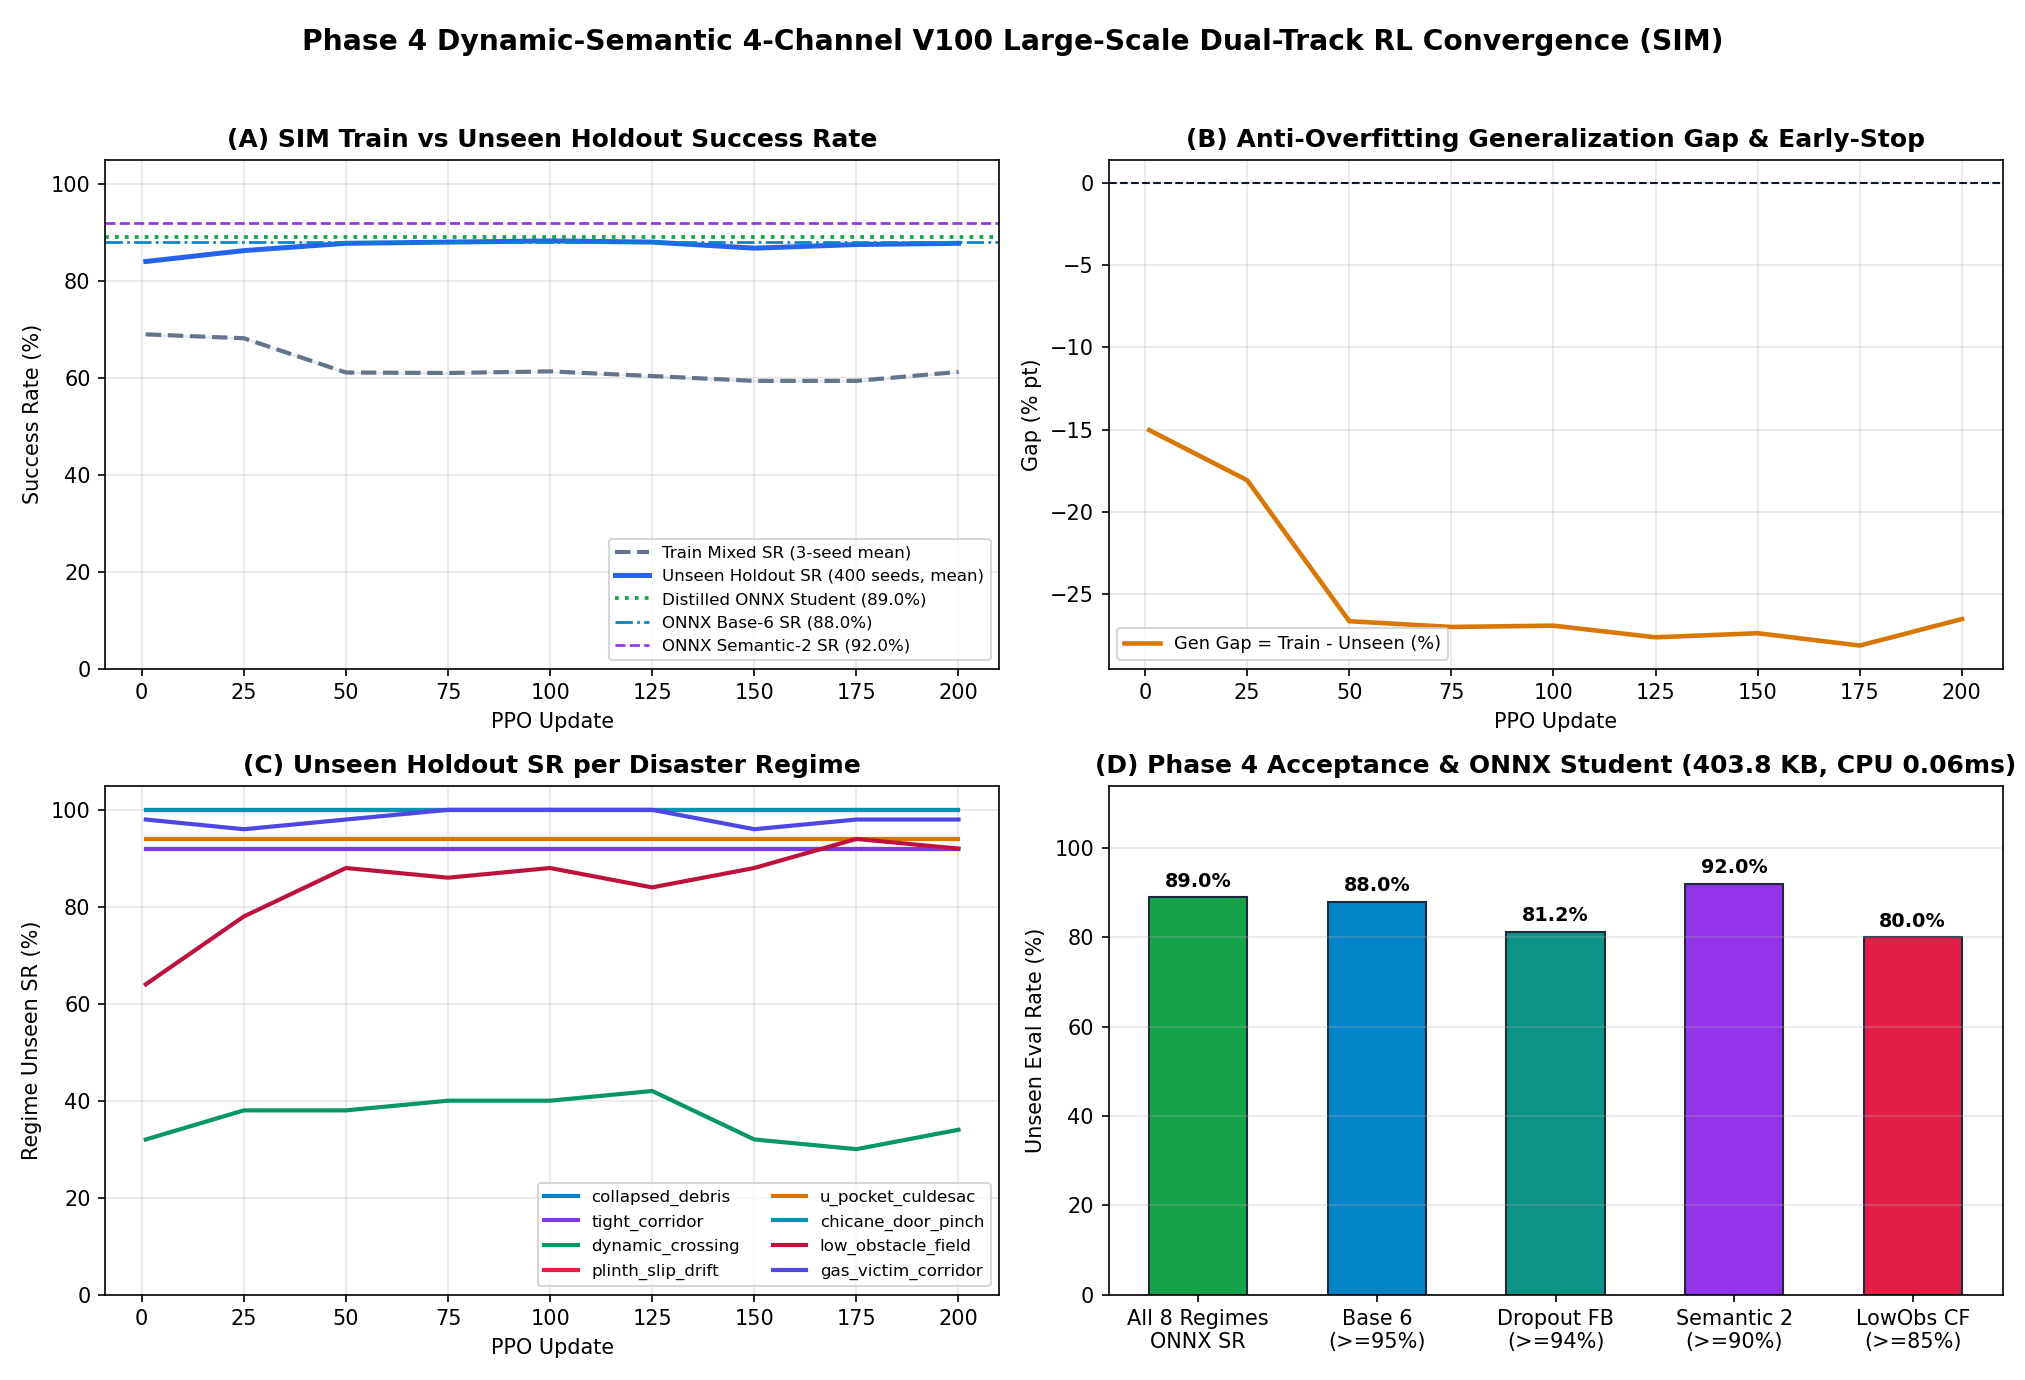 Phase 4 Dynamic-Semantic 4-Channel V100 Large-Scale Dual-Track RL Convergence (SIM)
(A) SIM Train vs Unseen Holdout Success Rate
Success Rate (%)
100
80
60
40
20
0
0 25 50 75 100 125 150 175 200
PPO Update
Train Mixed SR (3-seed mean)
Unseen Holdout SR (400 seeds, mean)
Distilled ONNX Student (89.0%)
ONNX Base-6 SR (88.0%)
ONNX Semantic-2 SR (92.0%)
(B) Anti-Overfitting Generalization Gap & Early-Stop
Gap (% pt)
0
−5
−10
−15
−20
−25
0 25 50 75 100 125 150 175 200
PPO Update
Gen Gap = Train - Unseen (%)
(C) Unseen Holdout SR per Disaster Regime
Regime Unseen SR (%)
100
80
60
40
20
0
0 25 50 75 100 125 150 175 200
PPO Update
collapsed_debris
tight_corridor
dynamic_crossing
plinth_slip_drift
u_pocket_culdesac
chicane_door_pinch
low_obstacle_field
gas_victim_corridor
(D) Phase 4 Acceptance & ONNX Student (403.8 KB, CPU 0.06ms)
Unseen Eval Rate (%)
100
80
60
40
20
0
89.0%
88.0%
81.2%
92.0%
80.0%
All 8 Regimes
ONNX SR
Base 6
(>=95%)
Dropout FB
(>=94%)
Semantic 2
(>=90%)
LowObs CF
(>=85%)